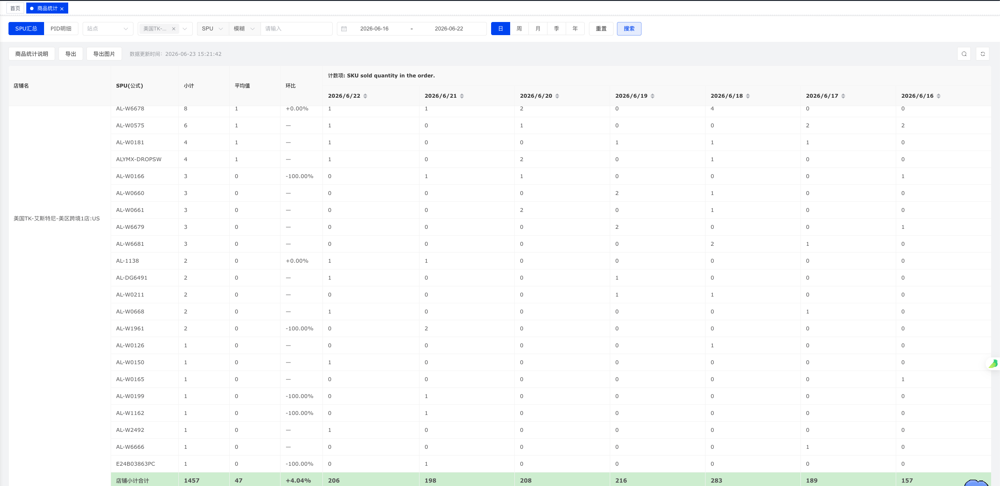 首页 商品统计
SPU汇总 PID明细 站点 美国TK-... SPU 模糊 请输入 2026-06-16 - 2026-06-22 日 周 月 季 年 重置 搜索
商品统计说明 导出 导出图片 数据更新时间：2026-06-23 15:21:42
店铺名 SPU(公式) 小计 平均值 环比 计数项: SKU sold quantity in the order.
2026/6/22 2026/6/21 2026/6/20 2026/6/19 2026/6/18 2026/6/17 2026/6/16
AL-W6678 8 1 +0.00% 1 1 2 0 4 0 0
AL-W0575 6 1 — 1 0 1 0 0 2 2
AL-W0181 4 1 — 1 0 0 1 1 1 0
ALYMX-DROPSW 4 1 — 1 0 2 0 1 0 0
AL-W0166 3 0 -100.00% 0 1 1 0 0 0 1
AL-W0660 3 0 — 0 0 0 2 1 0 0
AL-W0661 3 0 — 0 0 2 0 1 0 0
美国TK-艾斯特尼-美区跨境1店:US
AL-W6679 3 0 — 0 0 0 2 0 0 1
AL-W6681 3 0 — 0 0 0 0 2 1 0
AL-1138 2 0 +0.00% 1 1 0 0 0 0 0
AL-DG6491 2 0 — 1 0 0 1 0 0 0
AL-W0211 2 0 — 0 0 0 1 1 0 0
AL-W0668 2 0 — 1 0 0 0 0 1 0
AL-W1961 2 0 -100.00% 0 2 0 0 0 0 0
AL-W0126 1 0 — 0 0 0 0 1 0 0
AL-W0150 1 0 — 1 0 0 0 0 0 0
AL-W0165 1 0 — 0 0 0 0 0 0 1
AL-W0199 1 0 -100.00% 0 1 0 0 0 0 0
AL-W1162 1 0 -100.00% 0 1 0 0 0 0 0
AL-W2492 1 0 — 1 0 0 0 0 0 0
AL-W6666 1 0 — 0 0 0 0 0 1 0
E24B03863PC 1 0 -100.00% 0 1 0 0 0 0 0
店铺小计合计 1457 47 +4.04% 206 198 208 216 283 189 157